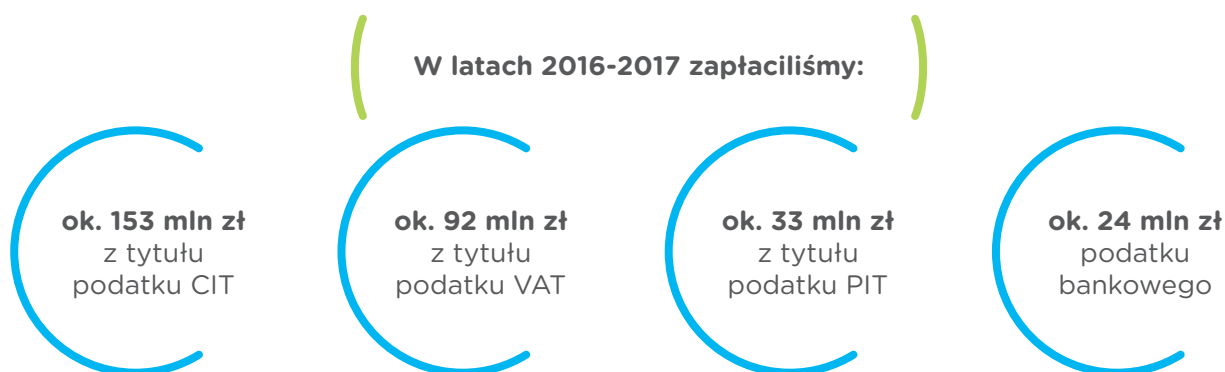 W latach 2016-2017 zapłaciliśmy:
ok. 153 mln zł
z tytułu
podatku CIT
ok. 92 mln zł
z tytułu
podatku VAT
ok. 33 mln zł
z tytułu
podatku PIT
ok. 24 mln zł
podatku
bankowego